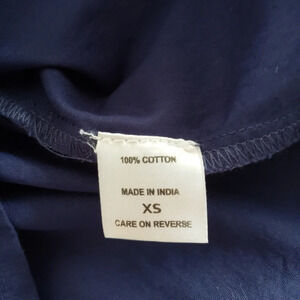 100% COTTON
MADE IN INDIA
XS
CARE ON REVERSE